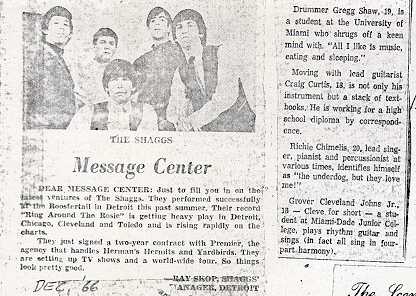 THE SHAGGS
Message Center
DEAR MESSAGE CENTER: Just to fill you in on the
latest ventures of The Shaggs. They performed successfully
at the Roostertail in Detroit this past summer. Their record
"Ring Around The Rosie" is getting heavy play in Detroit,
Chicago, Cleveland and Toledo and is rising rapidly on the
charts.
They just signed a two-year contract with Premier, the
agency that handles Herman's Hermits and Yardbirds. They
are setting up TV shows and a world-wide tour. So things
look pretty good.
RAY SKOP, SHAGGS'
MANAGER, DETROIT
DEC, '66
Drummer Gregg Shaw, 19, is
a student at the University of
Miami who shrugs off a keen
mind with, "All I like is music,
eating and sleeping."
Moving with lead guitarist
Craig Curtis, 18, is not only his
instrument but a stack of text-
books. He is working for a high
school diploma by correspond-
ence.
Richie Chimelis, 20, lead sing-
er, pianist and percussionist at
various times, identifies himself
as "the underdog, but they love
me!"
Grover Cleveland Johns Jr.,
18 — Cleve for short — a stu-
dent at Miami-Dade Junior Col-
lege, plays rhythm guitar and
sings (in fact all sing in four-
part harmony).
The